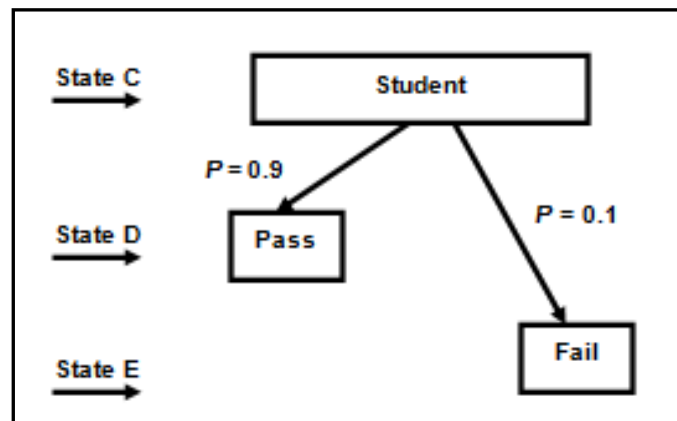 State C
Student
P = 0.9
State D
Pass
P = 0.1
State E
Fail